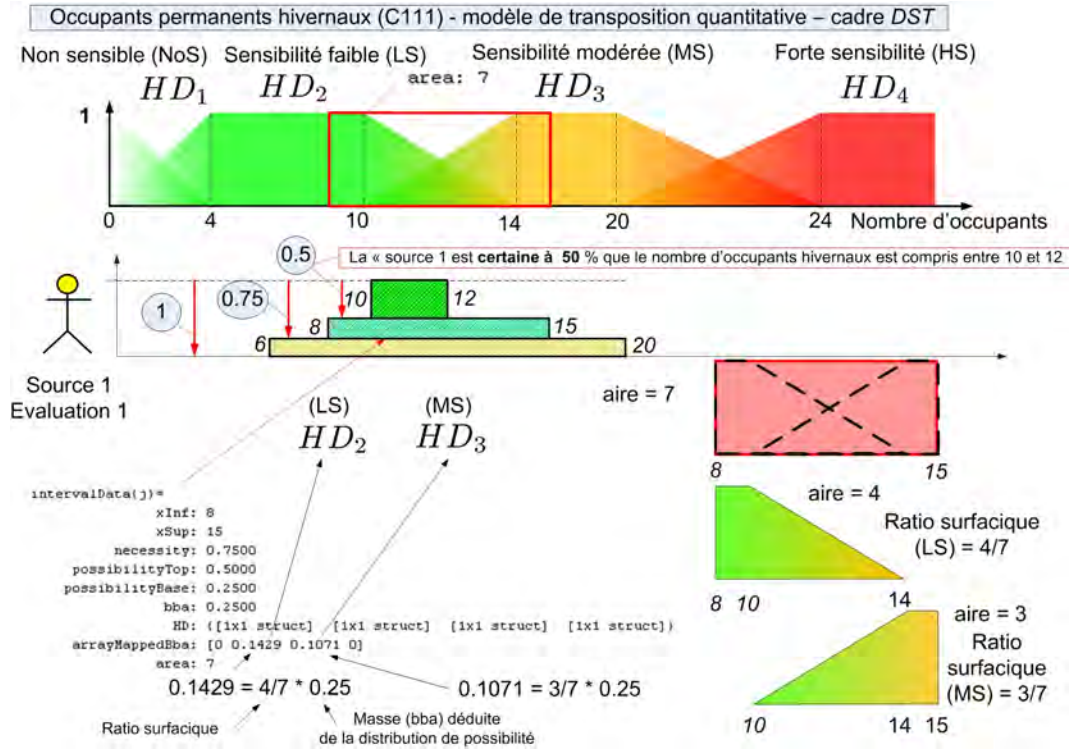 Occupants permanents hivernaux (C111) - modèle de transposition quantitative – cadre DST
Non sensible (NoS)
Sensibilité faible (LS)
Sensibilité modérée (MS)
Forte sensibilité (HS)
HD1
HD2
area: 7
HD3
HD4
1
0
4
10
14
20
24
Nombre d'occupants
0.5
La « source 1 est certaine à 50 % que le nombre d'occupants hivernaux est compris entre 10 et 12
1
0.75
10
12
8
15
6
20
Source 1
Evaluation 1
aire = 7
8
15
(LS)
HD2
(MS)
HD3
intervalData(j)=
xInf: 8
xSup: 15
necessity: 0.7500
possibilityTop: 0.5000
possibilityBase: 0.2500
bba: 0.2500
HD: ([1x1 struct] [1x1 struct] [1x1 struct] [1x1 struct])
arrayMappedBba: [0 0.1429 0.1071 0]
area: 7
0.1429 = 4/7 * 0.25
0.1071 = 3/7 * 0.25
Ratio surfacique
Masse (bba) déduite
de la distribution de possibilité
aire = 4
Ratio surfacique
(LS) = 4/7
8
10
14
aire = 3
Ratio
surfacique
(MS) = 3/7
10
14
15